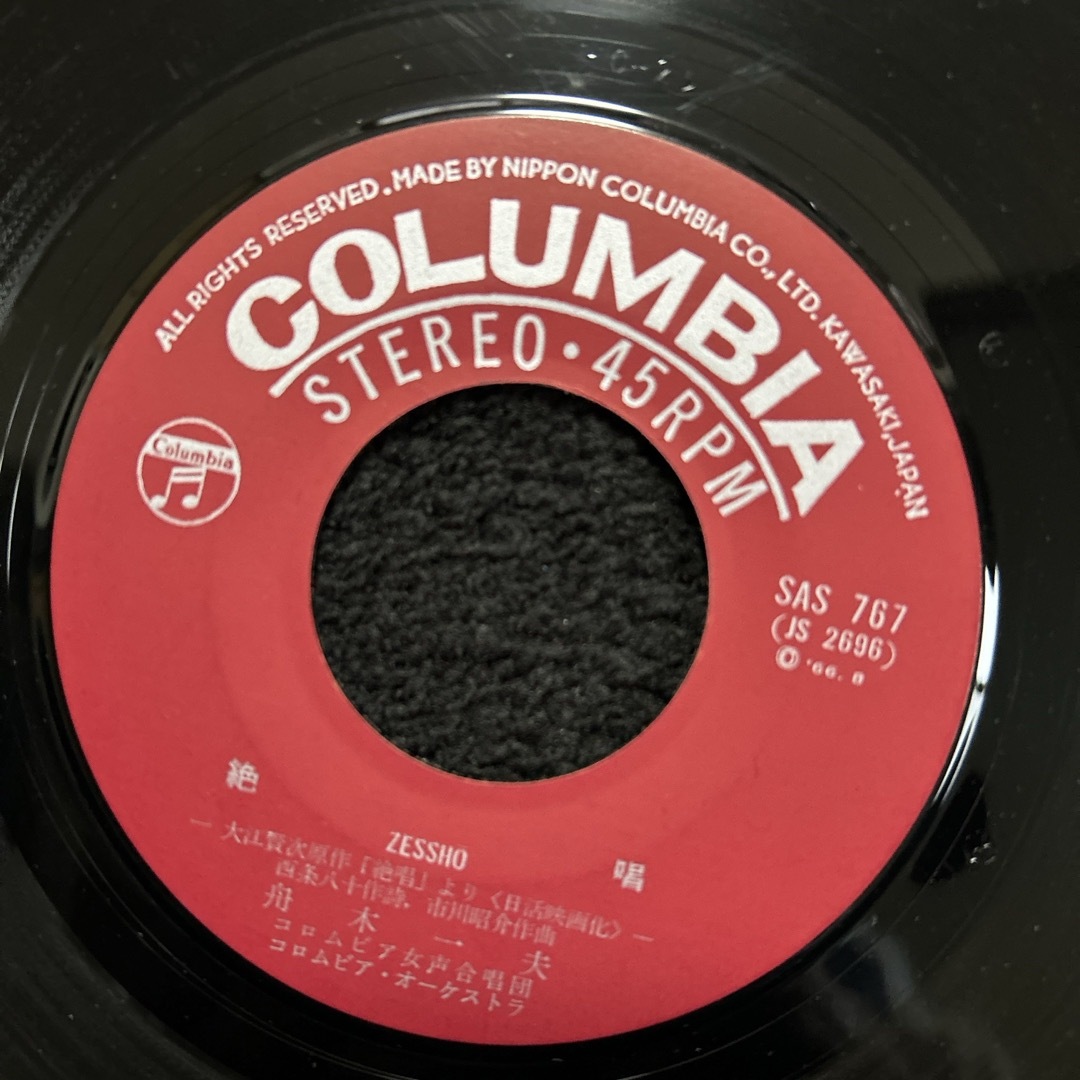 ALL RIGHTS RESERVED. MADE BY NIPPON COLUMBIA CO., LTD. KAWASAKI, JAPAN
COLUMBIA
STEREO・45RPM
Columbia
SAS 767
(JS 2696)
© '66. 8
絶 唱
ZESSHO
― 大江賢次原作「絶唱」より〈日活映画化〉―
西条八十作詩・市川昭介作曲
舟木一夫
コロムビア女声合唱団
コロムビア・オーケストラ